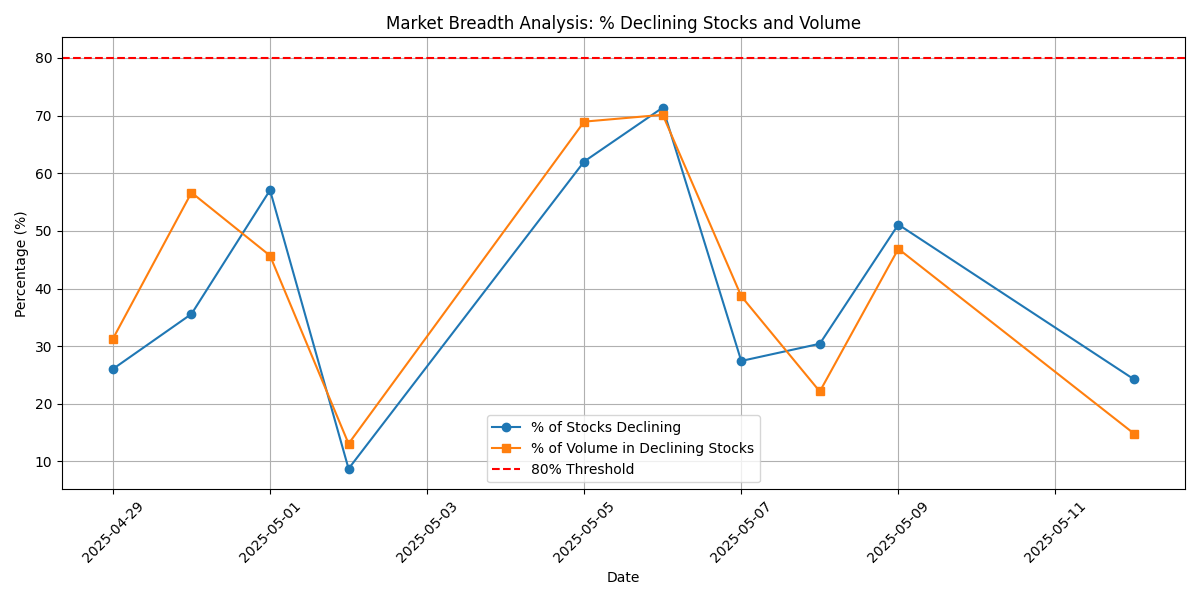 Market Breadth Analysis: % Declining Stocks and Volume
Percentage (%)
80
70
60
50
40
30
20
10
% of Stocks Declining
% of Volume in Declining Stocks
80% Threshold
2025-04-29
2025-05-01
2025-05-03
2025-05-05
2025-05-07
2025-05-09
2025-05-11
Date